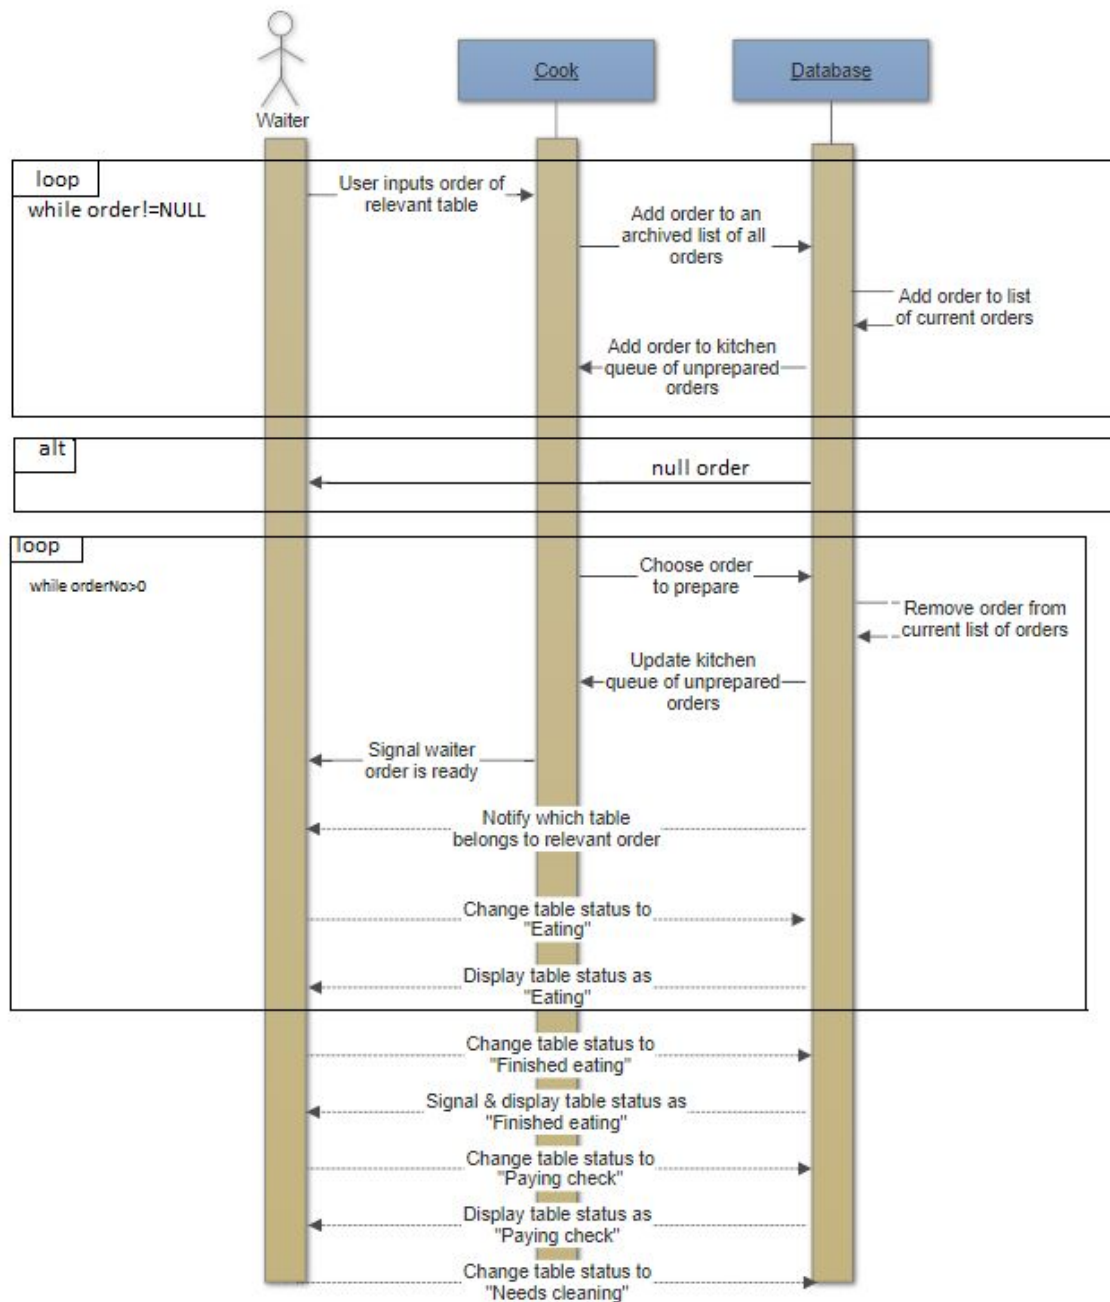 Waiter
Cook
Database
loop
while order!=NULL
User inputs order of
relevant table
Add order to an
archived list of all
orders
Add order to list
of current orders
Add order to kitchen
queue of unprepared
orders
alt
null order
loop
while orderNo>0
Choose order
to prepare
Remove order from
current list of orders
Update kitchen
queue of unprepared
orders
Signal waiter
order is ready
Notify which table
belongs to relevant order
Change table status to
"Eating"
Display table status as
"Eating"
Change table status to
"Finished eating"
Signal & display table status as
"Finished eating"
Change table status to
"Paying check"
Display table status as
"Paying check"
Change table status to
"Needs cleaning"